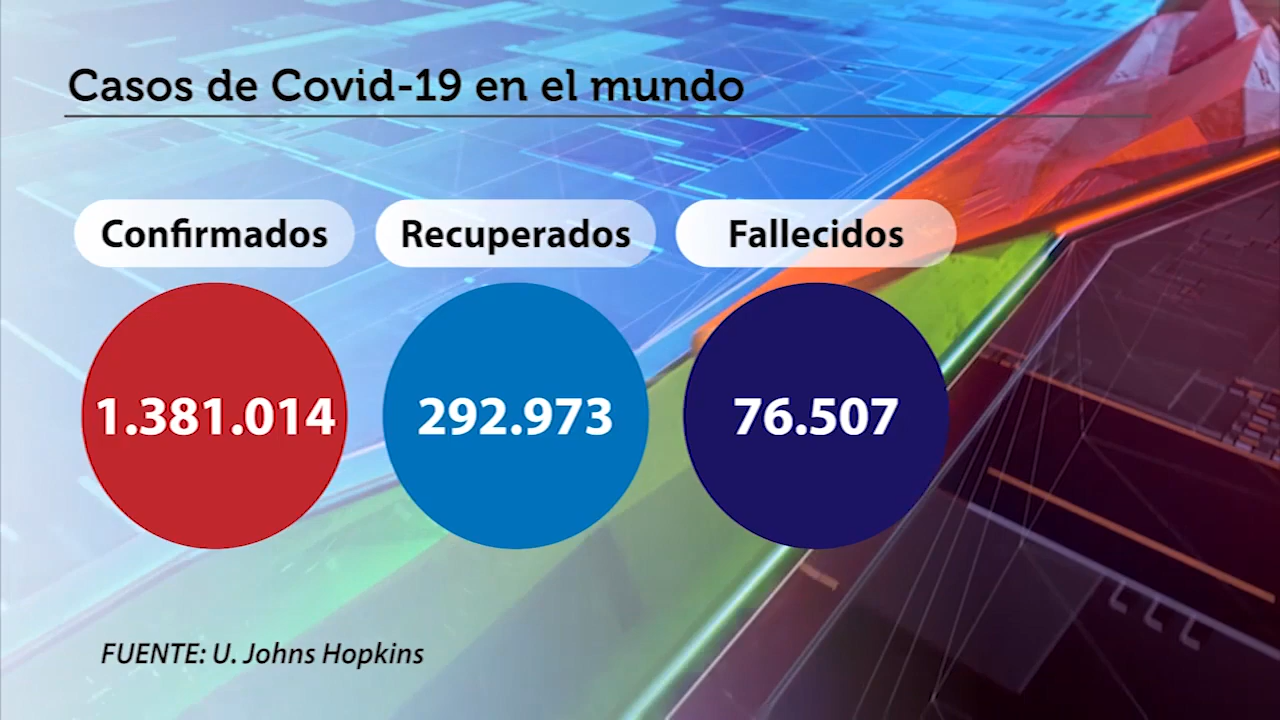 Casos de Covid-19 en el mundo
Confirmados Recuperados Fallecidos
1.381.014 292.973 76.507
FUENTE: U. Johns Hopkins